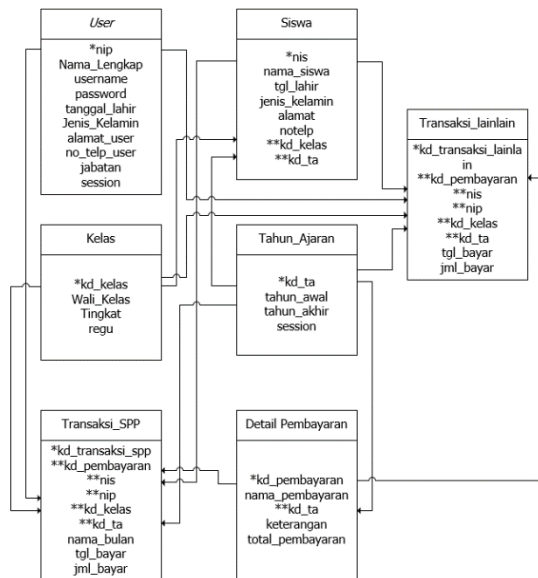 User
*nip
Nama_Lengkap
username
password
tanggal_lahir
Jenis_Kelamin
alamat_user
no_telp_user
jabatan
session
Siswa
*nis
nama_siswa
tgl_lahir
jenis_kelamin
alamat
notelp
**kd_kelas
**kd_ta
Transaksi_lainlain
*kd_transaksi_lainla
in
**kd_pembayaran
**nis
**nip
**kd_kelas
**kd_ta
tgl_bayar
jml_bayar
Kelas
*kd_kelas
Wali_Kelas
Tingkat
regu
Tahun_Ajaran
*kd_ta
tahun_awal
tahun_akhir
session
Transaksi_SPP
*kd_transaksi_spp
**kd_pembayaran
**nis
**nip
**kd_kelas
**kd_ta
nama_bulan
tgl_bayar
jml_bayar
Detail Pembayaran
*kd_pembayaran
nama_pembayaran
**kd_ta
keterangan
total_pembayaran